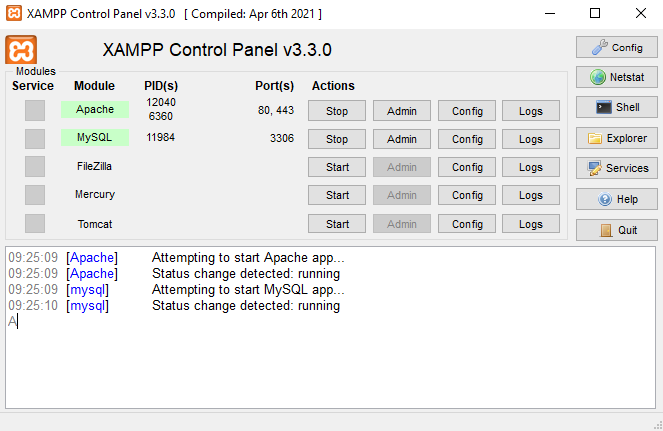 XAMPP Control Panel v3.3.0 [ Compiled: Apr 6th 2021 ]
XAMPP Control Panel v3.3.0
Config
Modules
Service Module PID(s) Port(s) Actions
Netstat
Apache 12040 6360 80, 443 Stop Admin Config Logs
Shell
MySQL 11984 3306 Stop Admin Config Logs
Explorer
FileZilla Start Admin Config Logs
Services
Mercury Start Admin Config Logs
Help
Tomcat Start Admin Config Logs
Quit
09:25:09 [Apache] Attempting to start Apache app...
09:25:09 [Apache] Status change detected: running
09:25:09 [mysql] Attempting to start MySQL app...
09:25:10 [mysql] Status change detected: running
A